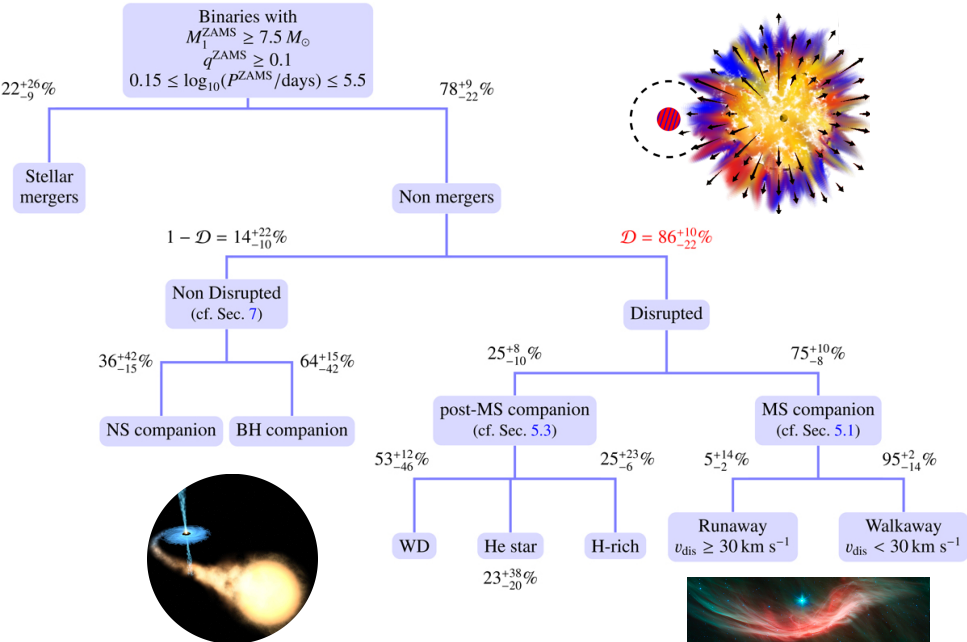 Binaries with
M₁^ZAMS ≥ 7.5 M⊙
q^ZAMS ≥ 0.1
0.15 ≤ log₁₀(P^ZAMS/days) ≤ 5.5
22⁺²⁶₋₉%
78⁺⁹₋₂₂%
Stellar
mergers
Non mergers
1 − 𝒟 = 14⁺²²₋₁₀%
𝒟 = 86⁺¹⁰₋₂₂%
Non Disrupted
(cf. Sec. 7)
Disrupted
36⁺⁴²₋₁₅%
64⁺¹⁵₋₄₂%
25⁺⁸₋₁₀%
75⁺¹⁰₋₈%
NS companion
BH companion
post-MS companion
(cf. Sec. 5.3)
MS companion
(cf. Sec. 5.1)
53⁺¹²₋₄₆%
25⁺²³₋₆%
5⁺¹⁴₋₂%
95⁺²₋₁₄%
WD
He star
H-rich
Runaway
v_dis ≥ 30 km s⁻¹
Walkaway
v_dis < 30 km s⁻¹
23⁺³⁸₋₂₀%